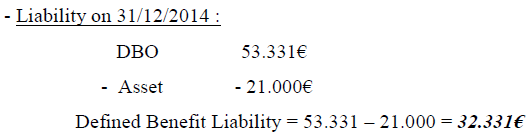 - Liability on 31/12/2014 :
DBO 53.331€
- Asset - 21.000€
Defined Benefit Liability = 53.331 – 21.000 = 32.331€